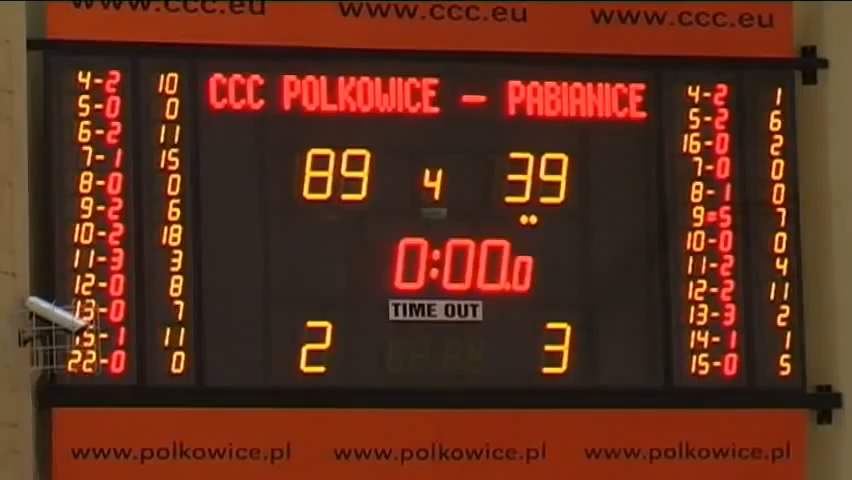 www.ccc.eu www.ccc.eu www.ccc.eu
CCC POLKOWICE - PABIANICE
4-2 10 4-2 1
5-0 0 5-2 6
6-2 11 16-0 2
7-1 15 7-0 0
8-0 0 8-1 0
9-2 6 9=5 7
10-2 18 10-0 0
11-3 3 11-2 4
12-0 8 12-2 11
13-0 7 13-3 2
15-1 11 14-1 1
22-0 0 15-0 5
89 4 39
0:00.0
TIME OUT
2 3
www.polkowice.pl www.polkowice.pl www.polkowice.pl